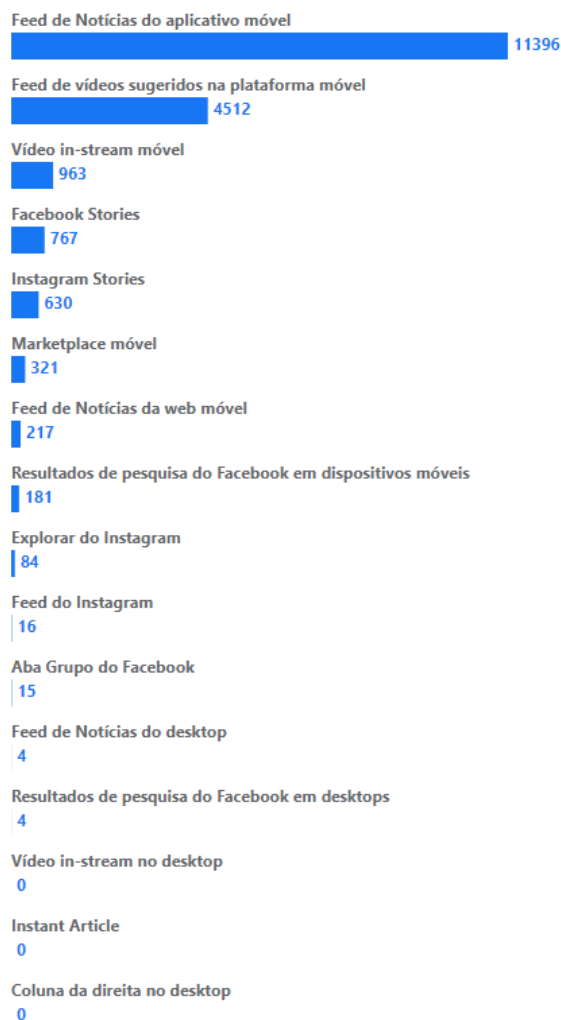 Feed de Notícias do aplicativo móvel
11396
Feed de vídeos sugeridos na plataforma móvel
4512
Vídeo in-stream móvel
963
Facebook Stories
767
Instagram Stories
630
Marketplace móvel
321
Feed de Notícias da web móvel
217
Resultados de pesquisa do Facebook em dispositivos móveis
181
Explorar do Instagram
84
Feed do Instagram
16
Aba Grupo do Facebook
15
Feed de Notícias do desktop
4
Resultados de pesquisa do Facebook em desktops
4
Vídeo in-stream no desktop
0
Instant Article
0
Coluna da direita no desktop
0